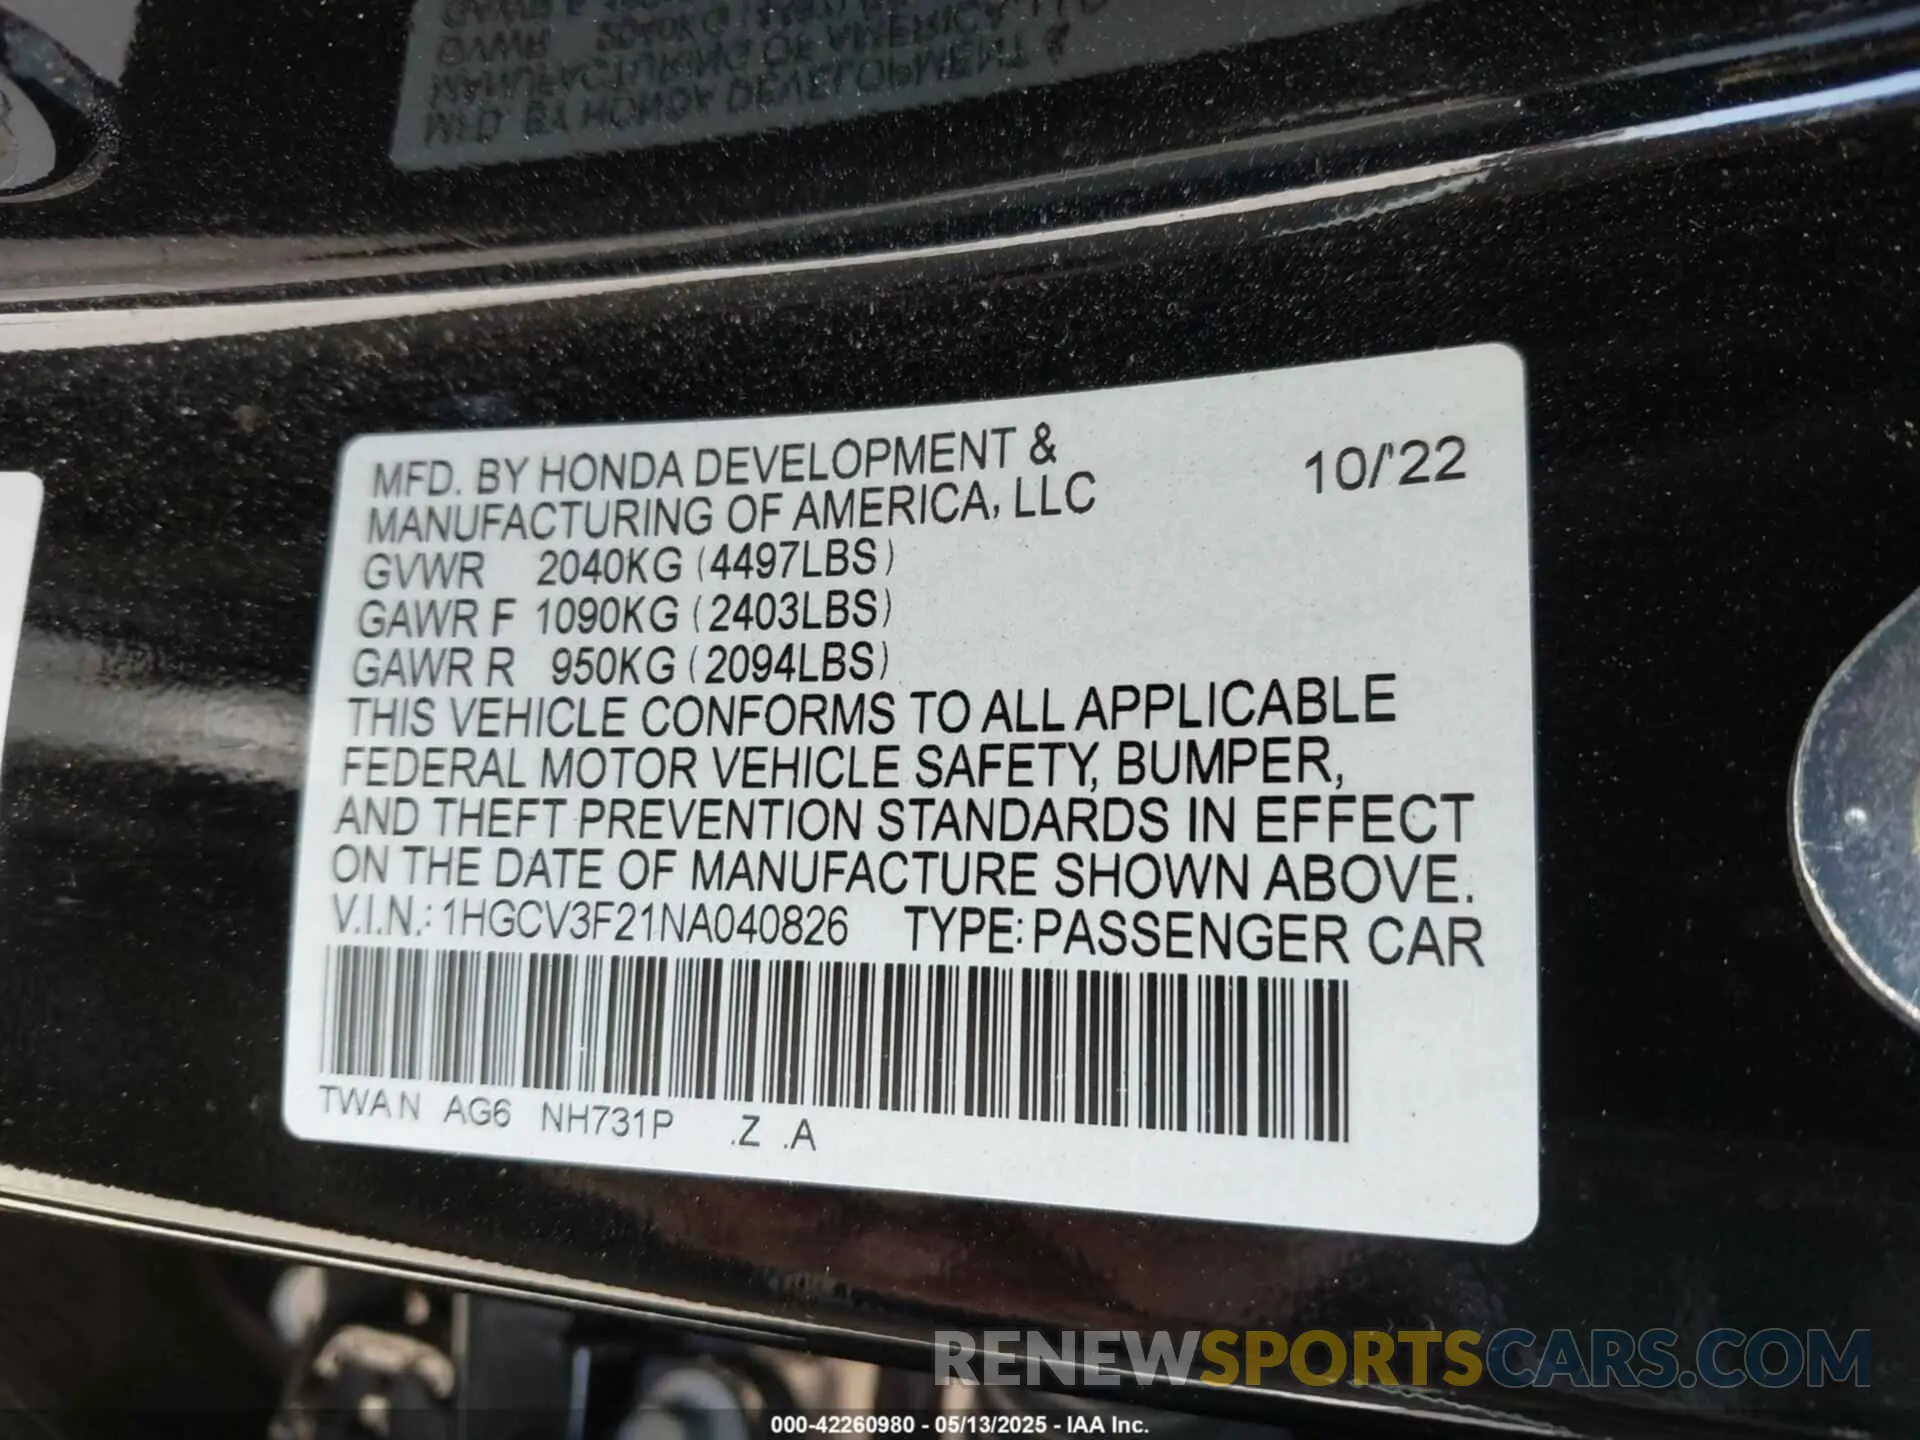 MFD. BY HONDA DEVELOPMENT &
MANUFACTURING OF AMERICA, LLC
10/'22
GVWR 2040KG (4497LBS)
GAWR F 1090KG (2403LBS)
GAWR R 950KG (2094LBS)
THIS VEHICLE CONFORMS TO ALL APPLICABLE
FEDERAL MOTOR VEHICLE SAFETY, BUMPER,
AND THEFT PREVENTION STANDARDS IN EFFECT
ON THE DATE OF MANUFACTURE SHOWN ABOVE.
V.I.N.: 1HGCV3F21NA040826 TYPE: PASSENGER CAR
TWAN AG6 NH731P .Z .A
RENEWSPORTSCARS.COM
000-42260980 - 05/13/2025 - IAA Inc.